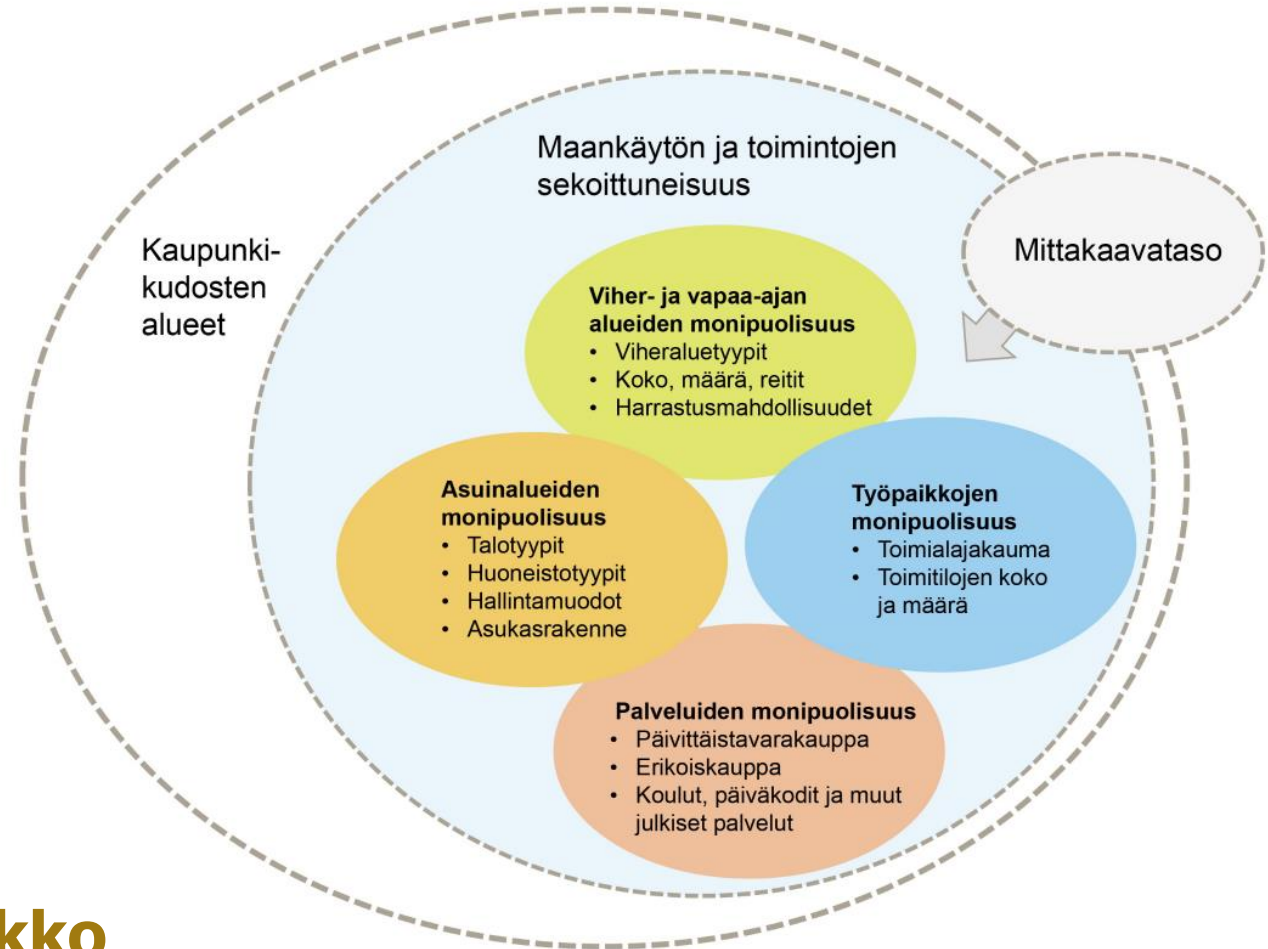 Maankäytön ja toimintojen
sekoittuneisuus
Kaupunki-
kudosten
alueet
Mittakaavataso
Viher- ja vapaa-ajan
alueiden monipuolisuus
• Viheraluetyypit
• Koko, määrä, reitit
• Harrastusmahdollisuudet
Asuinalueiden
monipuolisuus
• Talotyypit
• Huoneistotyypit
• Hallintamuodot
• Asukasrakenne
Työpaikkojen
monipuolisuus
• Toimialajakauma
• Toimitilojen koko
ja määrä
Palveluiden monipuolisuus
• Päivittäistavarakauppa
• Erikoiskauppa
• Koulut, päiväkodit ja muut
julkiset palvelut
kko